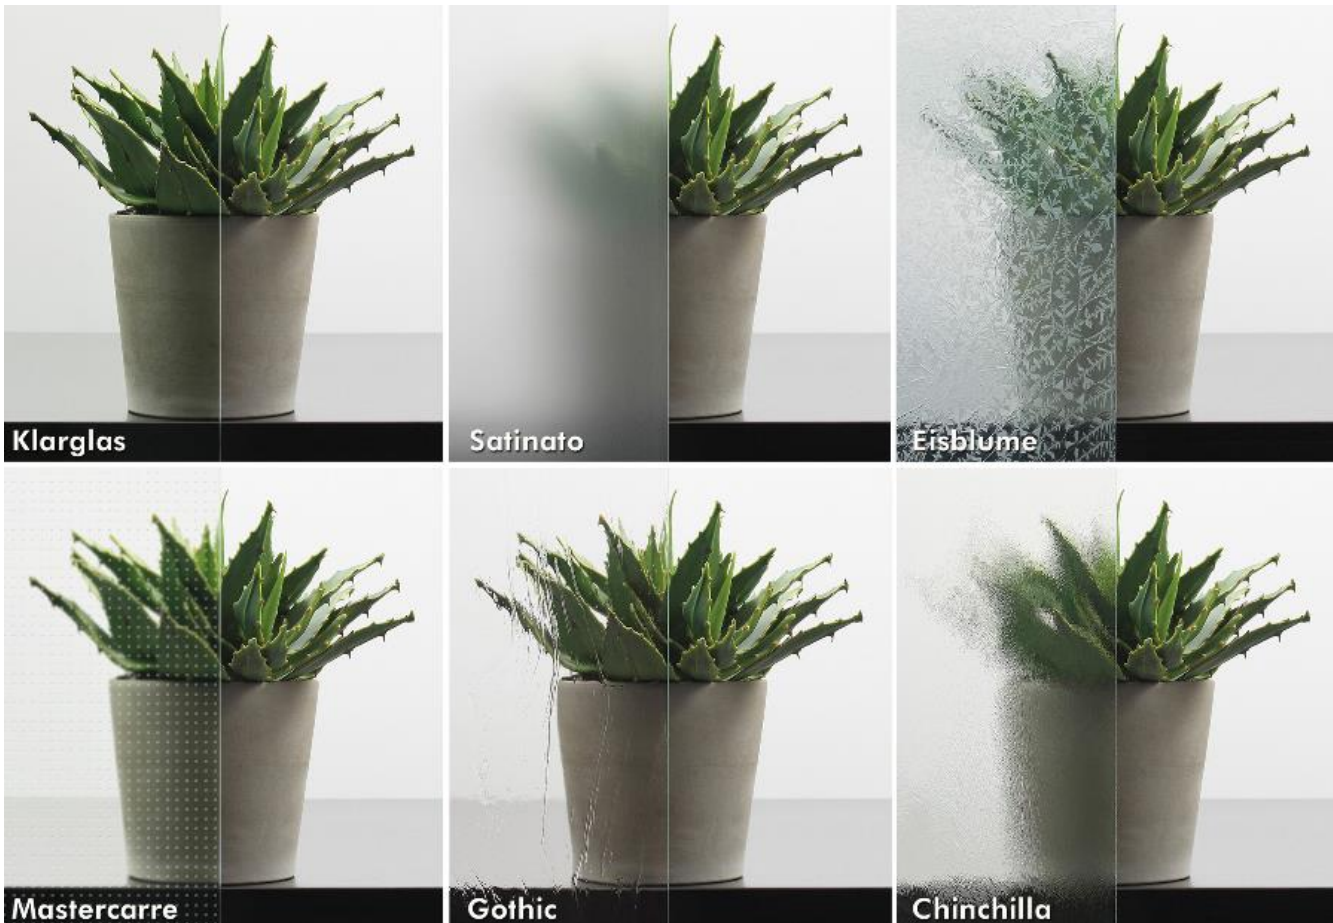 Klarglas
Satinato
Eisblume
Mastercarre
Gothic
Chinchilla